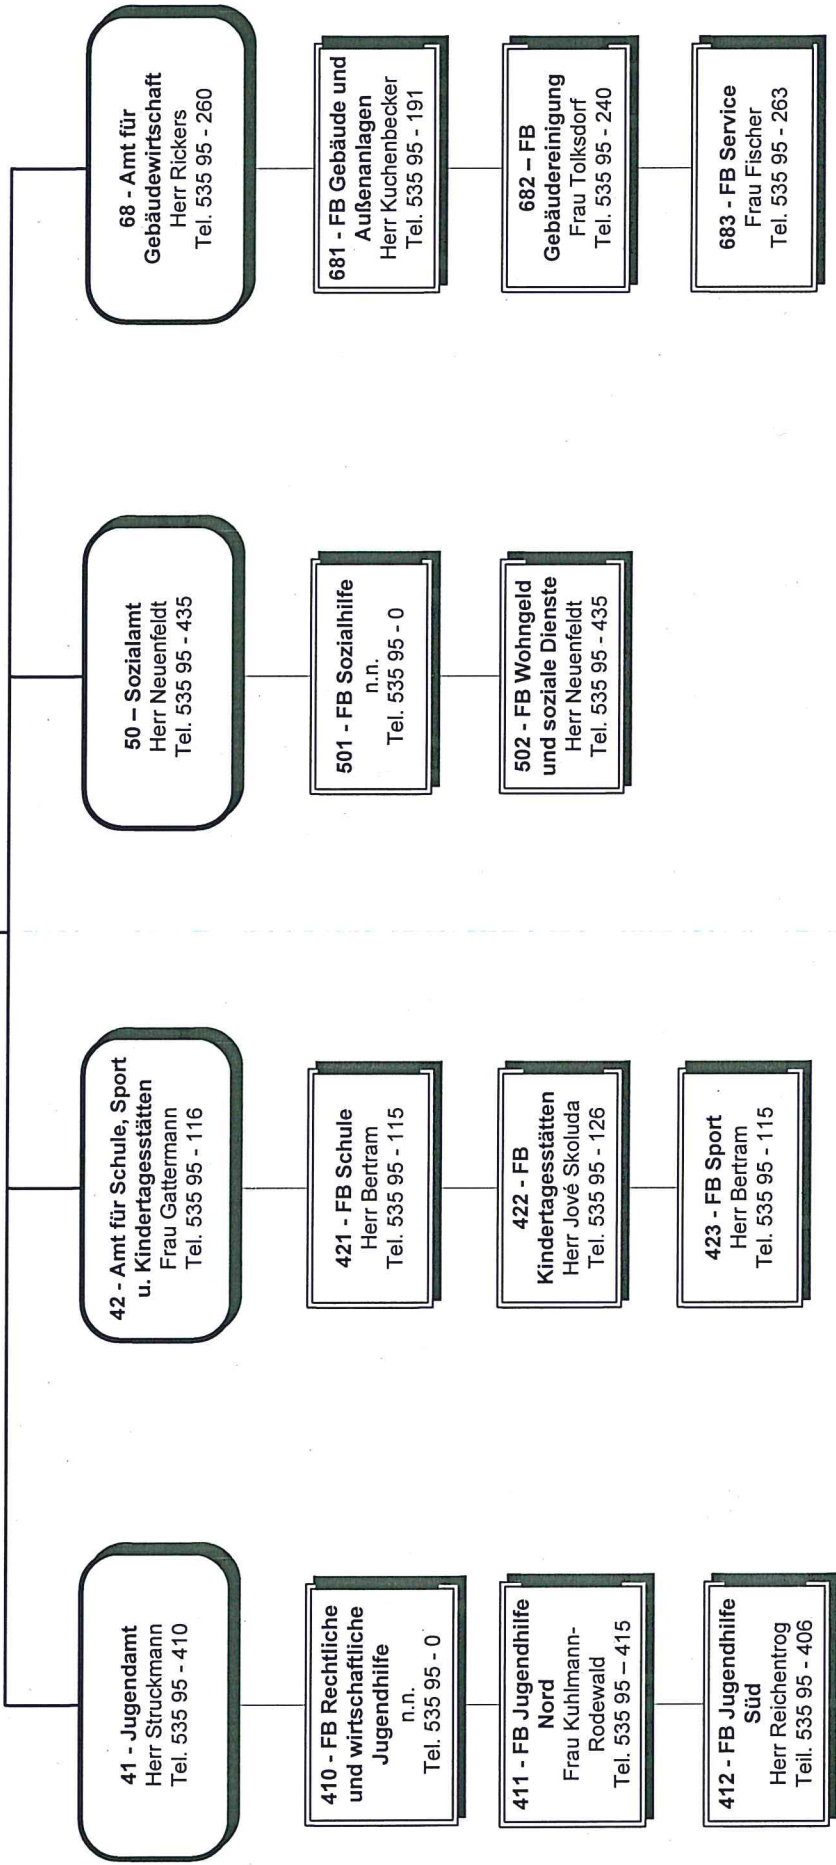 41 - Jugendamt
Herr Struckmann
Tel. 535 95 - 410
410 - FB Rechtliche
und wirtschaftliche
Jugendhilfe
n.n.
Tel. 535 95 - 0
411 - FB Jugendhilfe
Nord
Frau Kuhlmann-
Rodewald
Tel. 535 95 – 415
412 - FB Jugendhilfe
Süd
Herr Reichentrog
Teil. 535 95 - 406
42 - Amt für Schule, Sport
u. Kindertagesstätten
Frau Gattermann
Tel. 535 95 - 116
421 - FB Schule
Herr Bertram
Tel. 535 95 - 115
422 - FB
Kindertagesstätten
Herr Jové Skoluda
Tel. 535 95 - 126
423 - FB Sport
Herr Bertram
Tel. 535 95 - 115
50 – Sozialamt
Herr Neuenfeldt
Tel. 535 95 - 435
501 - FB Sozialhilfe
n.n.
Tel. 535 95 - 0
502 - FB Wohngeld
und soziale Dienste
Herr Neuenfeldt
Tel. 535 95 - 435
68 - Amt für
Gebäudewirtschaft
Herr Rickers
Tel. 535 95 - 260
681 - FB Gebäude und
Außenanlagen
Herr Kuchenbecker
Tel. 535 95 - 191
682 – FB
Gebäudereinigung
Frau Tolksdorf
Tel. 535 95 - 240
683 - FB Service
Frau Fischer
Tel. 535 95 - 263